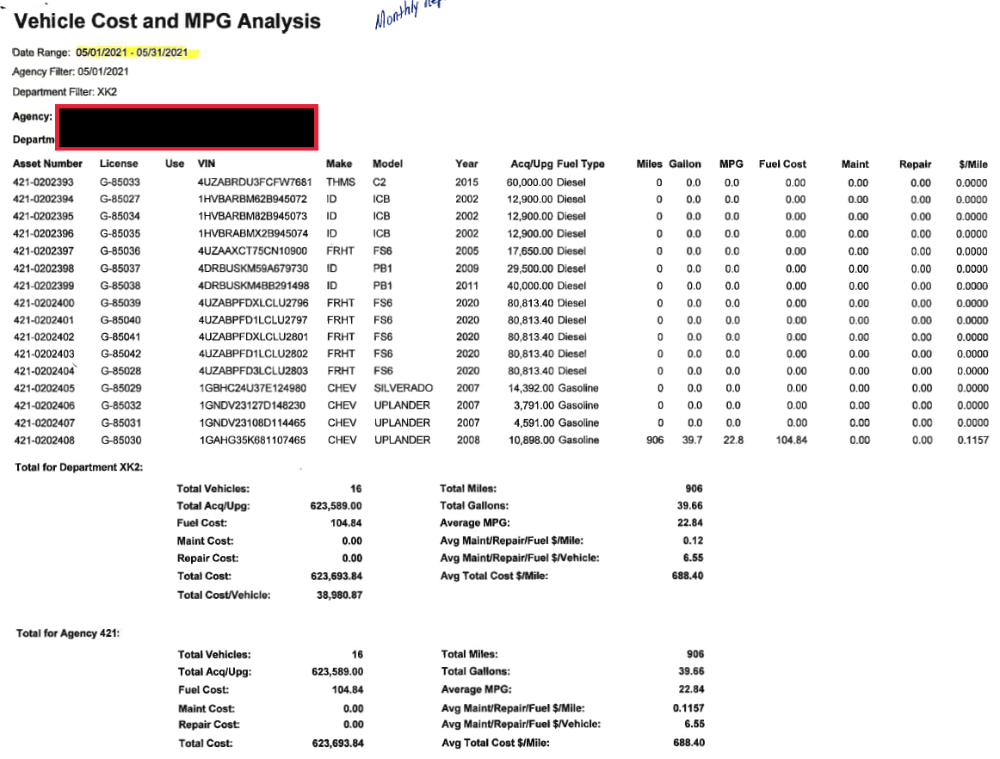 Monthly
Vehicle Cost and MPG Analysis
Date Range: 05/01/2021 - 05/31/2021
Agency Filter: 05/01/2021
Department Filter: XK2
Agency:
Departm
Asset Number License Use VIN Make Model Year Acq/Upg Fuel Type Miles Gallon MPG Fuel Cost Maint Repair $/Mile
421-0202393 G-85033 4UZABRDU3FCFW7681 THMS C2 2015 60,000.00 Diesel 0 0.0 0.0 0.00 0.00 0.00 0.0000
421-0202394 G-85027 1HVBARBM62B945072 ID ICB 2002 12,900.00 Diesel 0 0.0 0.0 0.00 0.00 0.00 0.0000
421-0202395 G-85034 1HVBARBM82B945073 ID ICB 2002 12,900.00 Diesel 0 0.0 0.0 0.00 0.00 0.00 0.0000
421-0202396 G-85035 1HVBRABMX2B945074 ID ICB 2002 12,900.00 Diesel 0 0.0 0.0 0.00 0.00 0.00 0.0000
421-0202397 G-85036 4UZAAXCT75CN10900 FRHT FS6 2005 17,650.00 Diesel 0 0.0 0.0 0.00 0.00 0.00 0.0000
421-0202398 G-85037 4DRBUSKM59A679730 ID PB1 2009 29,500.00 Diesel 0 0.0 0.0 0.00 0.00 0.00 0.0000
421-0202399 G-85038 4DRBUSKM4BB291498 ID PB1 2011 40,000.00 Diesel 0 0.0 0.0 0.00 0.00 0.00 0.0000
421-0202400 G-85039 4UZABPFDXLCLU2796 FRHT FS6 2020 80,813.40 Diesel 0 0.0 0.0 0.00 0.00 0.00 0.0000
421-0202401 G-85040 4UZABPFD1LCLU2797 FRHT FS6 2020 80,813.40 Diesel 0 0.0 0.0 0.00 0.00 0.00 0.0000
421-0202402 G-85041 4UZABPFDXLCLU2801 FRHT FS6 2020 80,813.40 Diesel 0 0.0 0.0 0.00 0.00 0.00 0.0000
421-0202403 G-85042 4UZABPFD1LCLU2802 FRHT FS6 2020 80,813.40 Diesel 0 0.0 0.0 0.00 0.00 0.00 0.0000
421-0202404 G-85028 4UZABPFD3LCLU2803 FRHT FS6 2020 80,813.40 Diesel 0 0.0 0.0 0.00 0.00 0.00 0.0000
421-0202405 G-85029 1GBHC24U37E124980 CHEV SILVERADO 2007 14,392.00 Gasoline 0 0.0 0.0 0.00 0.00 0.00 0.0000
421-0202406 G-85032 1GNDV23127D148230 CHEV UPLANDER 2007 3,791.00 Gasoline 0 0.0 0.0 0.00 0.00 0.00 0.0000
421-0202407 G-85031 1GNDV23108D114465 CHEV UPLANDER 2007 4,591.00 Gasoline 0 0.0 0.0 0.00 0.00 0.00 0.0000
421-0202408 G-85030 1GAHG35K681107465 CHEV UPLANDER 2008 10,898.00 Gasoline 906 39.7 22.8 104.84 0.00 0.00 0.1157
Total for Department XK2:
Total Vehicles: 16 Total Miles: 906
Total Acq/Upg: 623,589.00 Total Gallons: 39.66
Fuel Cost: 104.84 Average MPG: 22.84
Maint Cost: 0.00 Avg Maint/Repair/Fuel $/Mile: 0.12
Repair Cost: 0.00 Avg Maint/Repair/Fuel $/Vehicle: 6.55
Total Cost: 623,693.84 Avg Total Cost $/Mile: 688.40
Total Cost/Vehicle: 38,980.87
Total for Agency 421:
Total Vehicles: 16 Total Miles: 906
Total Acq/Upg: 623,589.00 Total Gallons: 39.66
Fuel Cost: 104.84 Average MPG: 22.84
Maint Cost: 0.00 Avg Maint/Repair/Fuel $/Mile: 0.1157
Repair Cost: 0.00 Avg Maint/Repair/Fuel $/Vehicle: 6.55
Total Cost: 623,693.84 Avg Total Cost $/Mile: 688.40